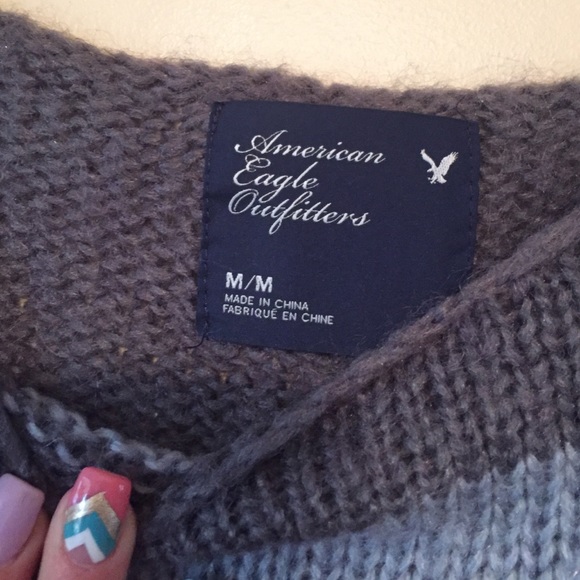 American
Eagle
Outfitters
M/M
MADE IN CHINA
FABRIQUÉ EN CHINE